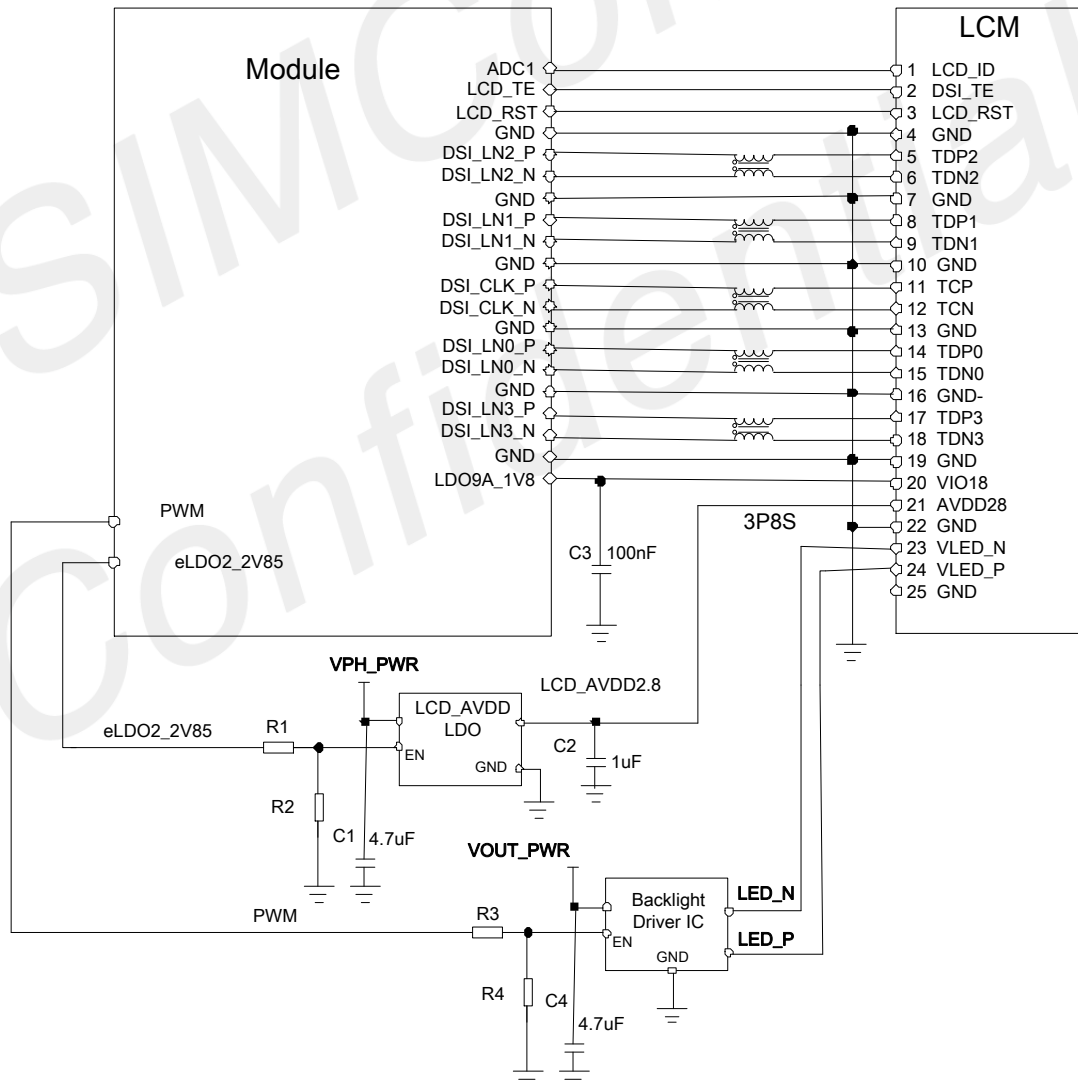 SIMCom
Confidential
Module
LCM
ADC1
LCD_TE
LCD_RST
GND
DSI_LN2_P
DSI_LN2_N
GND
DSI_LN1_P
DSI_LN1_N
GND
DSI_CLK_P
DSI_CLK_N
GND
DSI_LN0_P
DSI_LN0_N
GND
DSI_LN3_P
DSI_LN3_N
GND
LDO9A_1V8
1 LCD_ID
2 DSI_TE
3 LCD_RST
4 GND
5 TDP2
6 TDN2
7 GND
8 TDP1
9 TDN1
10 GND
11 TCP
12 TCN
13 GND
14 TDP0
15 TDN0
16 GND-
17 TDP3
18 TDN3
19 GND
20 VIO18
21 AVDD28
22 GND
23 VLED_N
24 VLED_P
25 GND
PWM
eLDO2_2V85
3P8S
C3 100nF
VPH_PWR
LCD_AVDD2.8
LCD_AVDD
LDO
EN
GND
eLDO2_2V85
R1
R2
C1
4.7uF
C2
1uF
VOUT_PWR
Backlight
Driver IC
EN
GND
LED_N
LED_P
PWM
R3
R4
C4
4.7uF